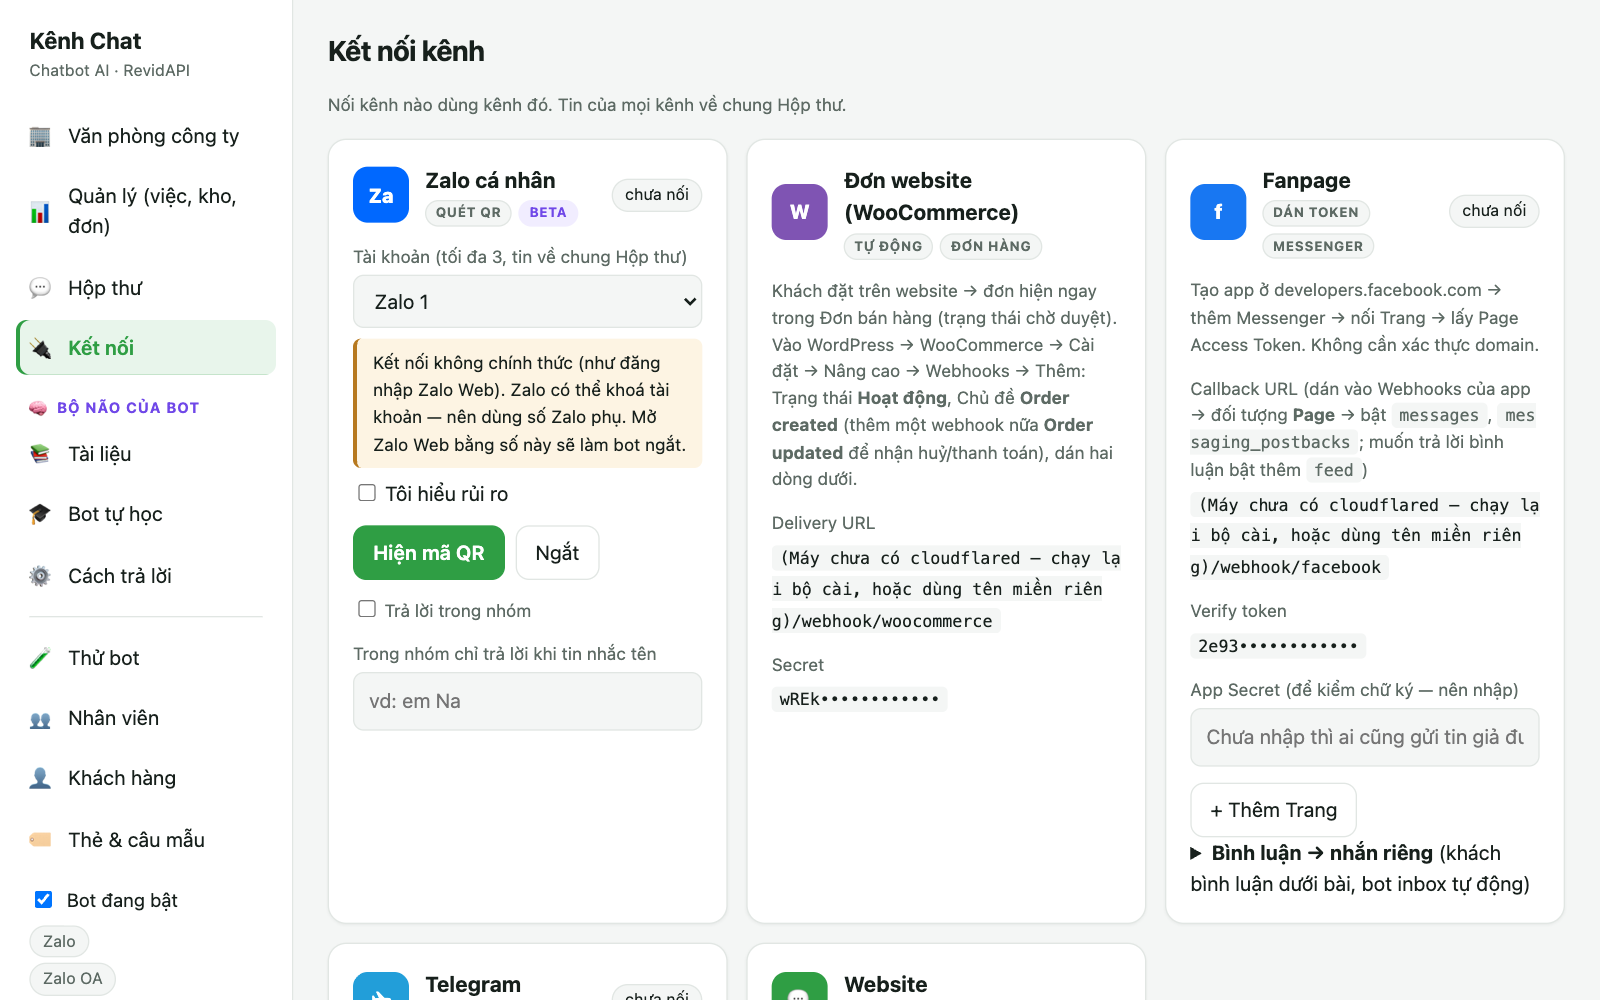 Kênh Chat
Chatbot AI · RevidAPI
Văn phòng công ty
Quản lý (việc, kho,
đơn)
Hộp thư
Kết nối
BỘ NÃO CỦA BOT
Tài liệu
Bot tự học
Cách trả lời
Thử bot
Nhân viên
Khách hàng
Thẻ & câu mẫu
Bot đang bật
Zalo
Zalo OA
Kết nối kênh
Nối kênh nào dùng kênh đó. Tin của mọi kênh về chung Hộp thư.
Za
Zalo cá nhân
QUÉT QR
BETA
chưa nối
Tài khoản (tối đa 3, tin về chung Hộp thư)
Zalo 1
Kết nối không chính thức (như đăng
nhập Zalo Web). Zalo có thể khoá tài
khoản — nên dùng số Zalo phụ. Mở
Zalo Web bằng số này sẽ làm bot ngắt.
Tôi hiểu rủi ro
Hiện mã QR
Ngắt
Trả lời trong nhóm
Trong nhóm chỉ trả lời khi tin nhắc tên
vd: em Na
W
Đơn website
(WooCommerce)
TỰ ĐỘNG
ĐƠN HÀNG
Khách đặt trên website → đơn hiện ngay
trong Đơn bán hàng (trạng thái chờ duyệt).
Vào WordPress → WooCommerce → Cài
đặt → Nâng cao → Webhooks → Thêm:
Trạng thái Hoạt động, Chủ đề Order
created (thêm một webhook nữa Order
updated để nhận huỷ/thanh toán), dán hai
dòng dưới.
Delivery URL
(Máy chưa có cloudflared — chạy lạ
i bộ cài, hoặc dùng tên miền riên
g)/webhook/woocommerce
Secret
wREk••••••••••••
f
Fanpage
DÁN TOKEN
MESSENGER
chưa nối
Tạo app ở developers.facebook.com →
thêm Messenger → nối Trang → lấy Page
Access Token. Không cần xác thực domain.
Callback URL (dán vào Webhooks của app
→ đối tượng Page → bật messages, mes
saging_postbacks; muốn trả lời bình
luận bật thêm feed)
(Máy chưa có cloudflared — chạy lạ
i bộ cài, hoặc dùng tên miền riên
g)/webhook/facebook
Verify token
2e93••••••••••••
App Secret (để kiểm chữ ký — nên nhập)
Chưa nhập thì ai cũng gửi tin giả đu
+ Thêm Trang
▶ Bình luận → nhắn riêng (khách
bình luận dưới bài, bot inbox tự động)
Telegram
chưa nối
Website